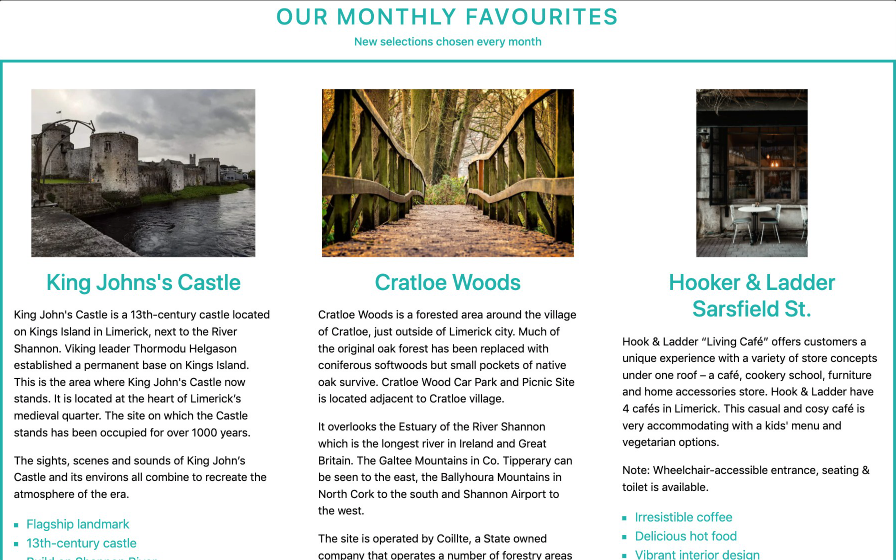 OUR MONTHLY FAVOURITES
New selections chosen every month
King Johns's Castle
King John's Castle is a 13th-century castle located
on Kings Island in Limerick, next to the River
Shannon. Viking leader Thormodu Helgason
established a permanent base on Kings Island.
This is the area where King John's Castle now
stands. It is located at the heart of Limerick's
medieval quarter. The site on which the Castle
stands has been occupied for over 1000 years.
The sights, scenes and sounds of King John's
Castle and its environs all combine to recreate the
atmosphere of the era.
Flagship landmark
13th-century castle
Cratloe Woods
Cratloe Woods is a forested area around the village
of Cratloe, just outside of Limerick city. Much of
the original oak forest has been replaced with
coniferous softwoods but small pockets of native
oak survive. Cratloe Wood Car Park and Picnic Site
is located adjacent to Cratloe village.
It overlooks the Estuary of the River Shannon
which is the longest river in Ireland and Great
Britain. The Galtee Mountains in Co. Tipperary can
be seen to the east, the Ballyhoura Mountains in
North Cork to the south and Shannon Airport to
the west.
The site is operated by Coillte, a State owned
company that operates a number of forestry areas
Hooker & Ladder
Sarsfield St.
Hook & Ladder “Living Café” offers customers a
unique experience with a variety of store concepts
under one roof – a café, cookery school, furniture
and home accessories store. Hook & Ladder have
4 cafés in Limerick. This casual and cosy café is
very accommodating with a kids' menu and
vegetarian options.
Note: Wheelchair-accessible entrance, seating &
toilet is available.
Irresistible coffee
Delicious hot food
Vibrant interior design